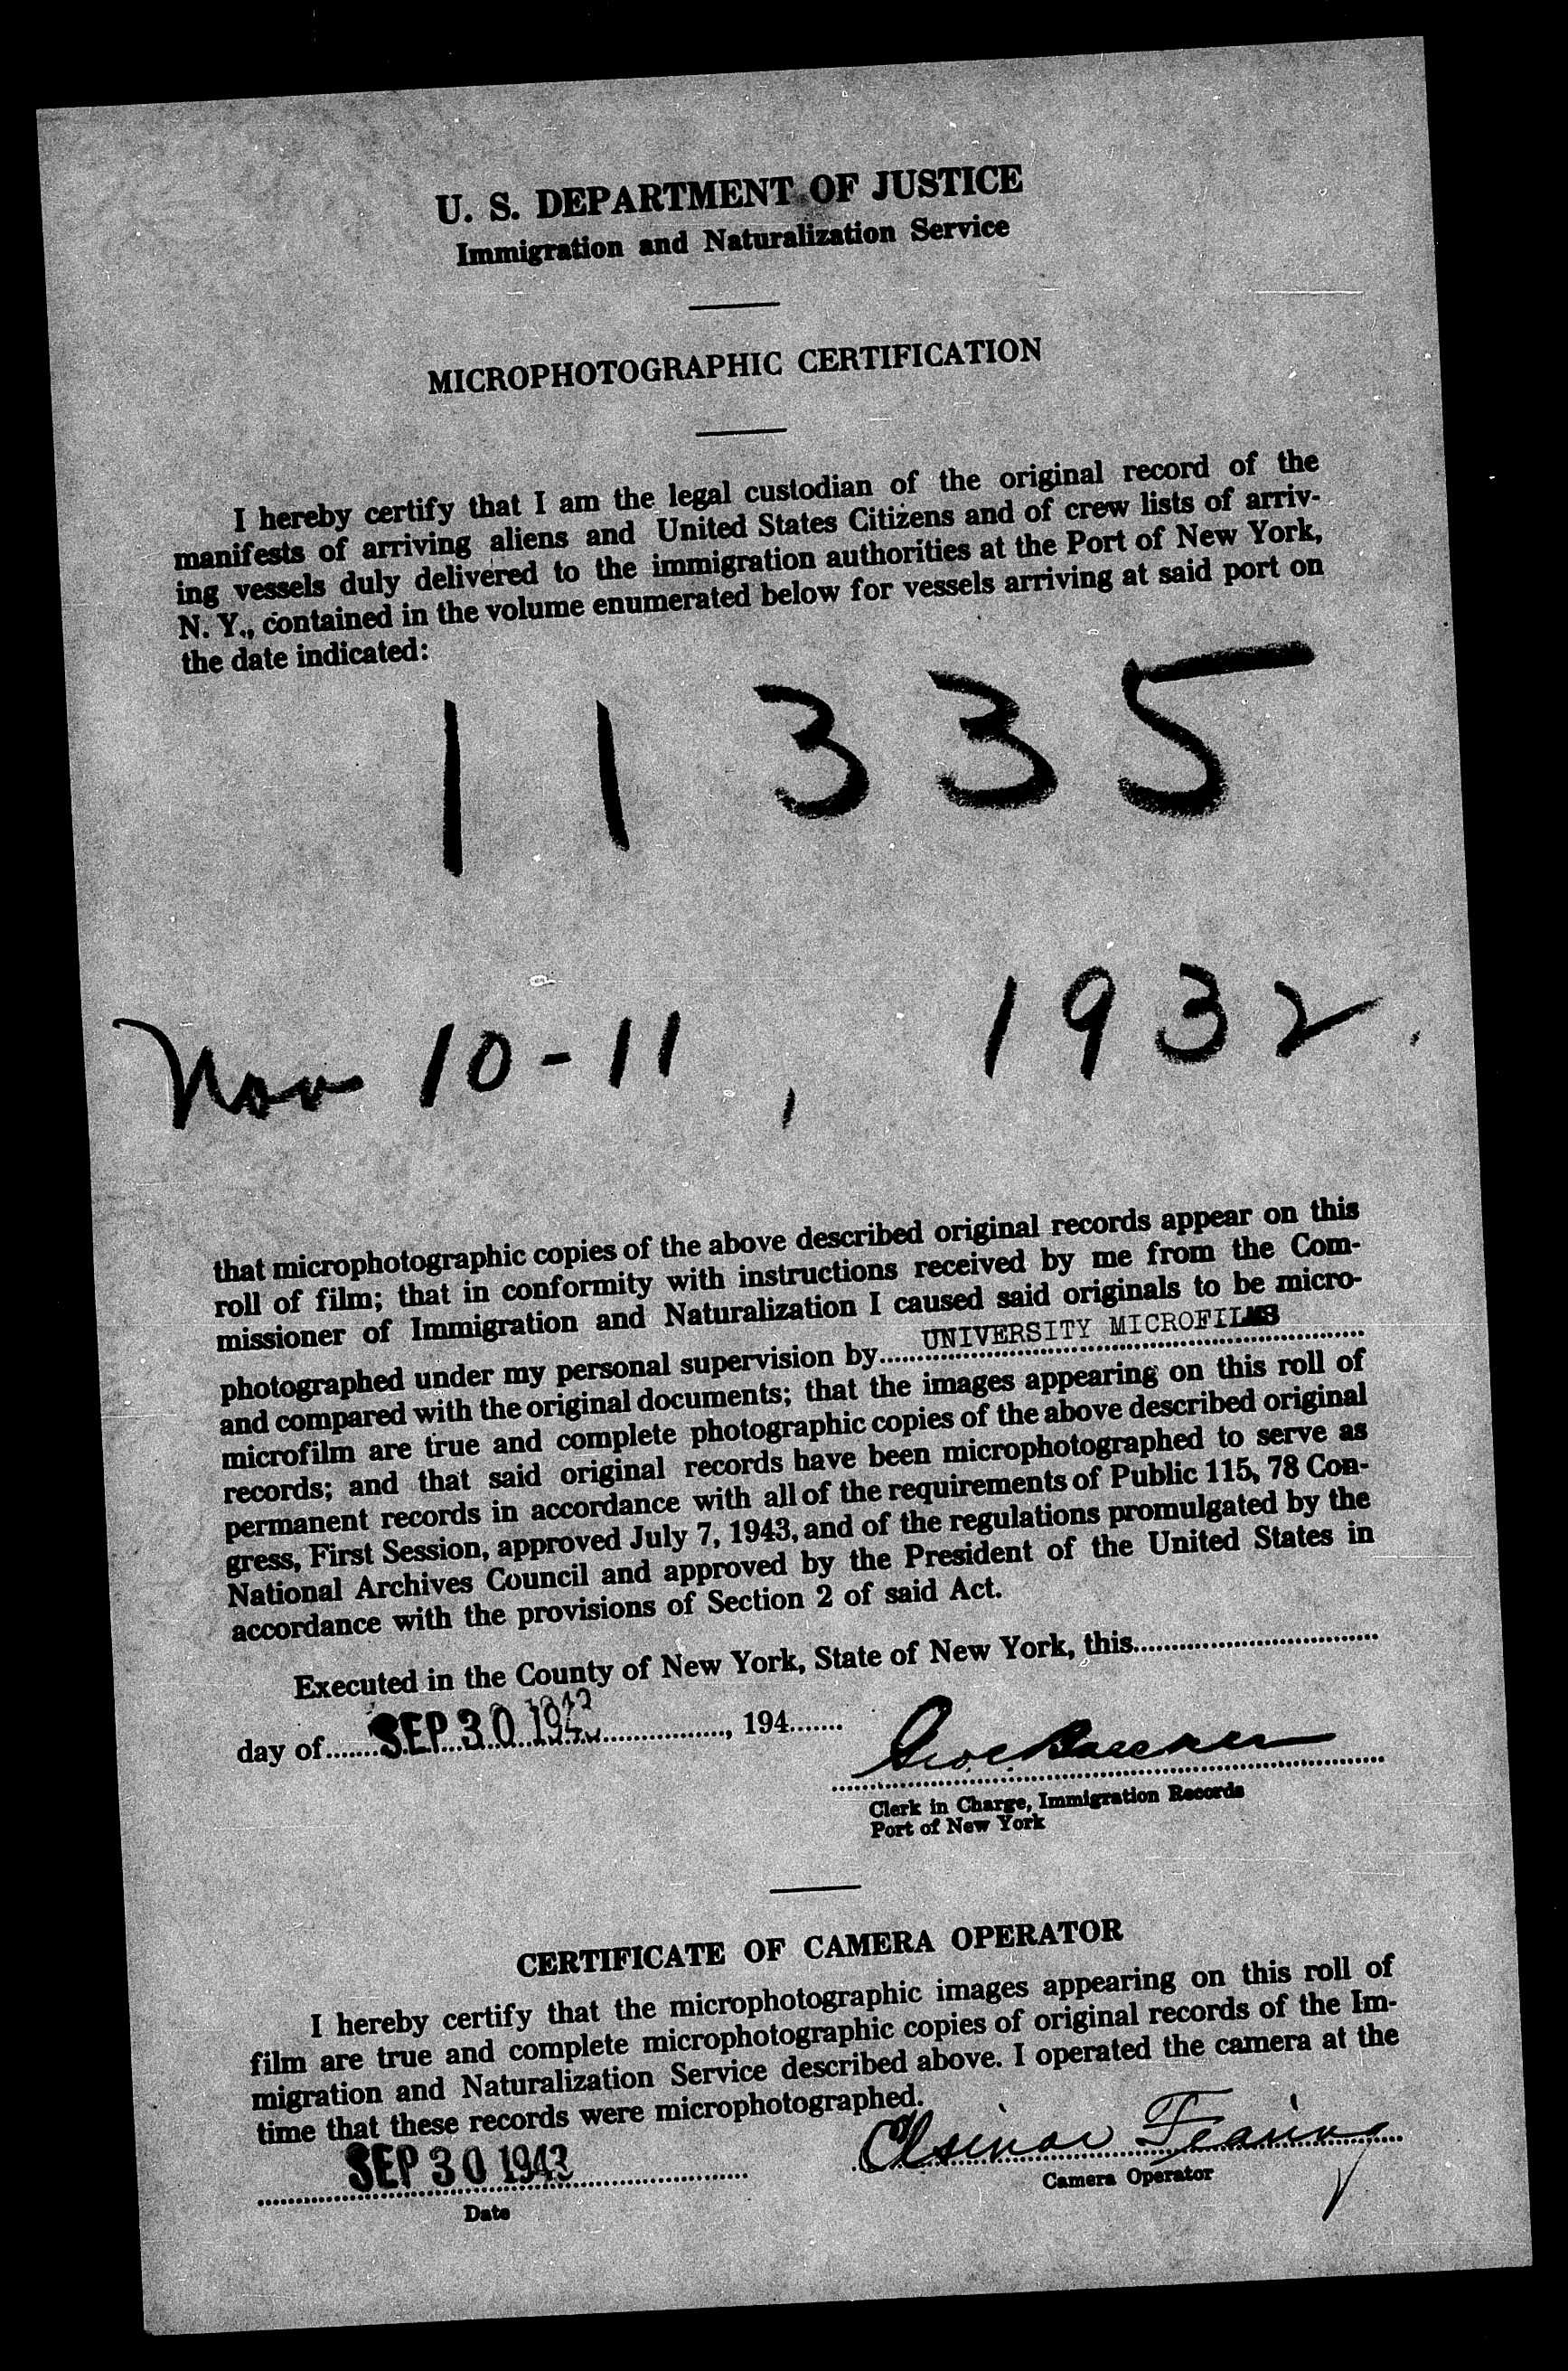 U. S. DEPARTMENT OF JUSTICE
Immigration and Naturalization Service
MICROPHOTOGRAPHIC CERTIFICATION
I hereby certify that I am the legal custodian of the original record of the
manifests of arriving aliens and United States Citizens and of crew lists of arriv-
ing vessels duly delivered to the immigration authorities at the Port of New York,
N. Y., contained in the volume enumerated below for vessels arriving at said port on
the date indicated:
11335
Nov 10-11, 1932.
that microphotographic copies of the above described original records appear on this
roll of film; that in conformity with instructions received by me from the Com-
missioner of Immigration and Naturalization I caused said originals to be micro-
photographed under my personal supervision by UNIVERSITY MICROFILMS
and compared with the original documents; that the images appearing on this roll of
microfilm are true and complete photographic copies of the above described original
records; and that said original records have been microphotographed to serve as
permanent records in accordance with all of the requirements of Public 115, 78 Con-
gress, First Session, approved July 7, 1943, and of the regulations promulgated by the
National Archives Council and approved by the President of the United States in
accordance with the provisions of Section 2 of said Act.
Executed in the County of New York, State of New York, this
day of SEP 30 1943, 194
Clerk in Charge, Immigration Records
Port of New York
CERTIFICATE OF CAMERA OPERATOR
I hereby certify that the microphotographic images appearing on this roll of
film are true and complete microphotographic copies of original records of the Im-
migration and Naturalization Service described above. I operated the camera at the
time that these records were microphotographed.
SEP 30 1943
Camera Operator
Date